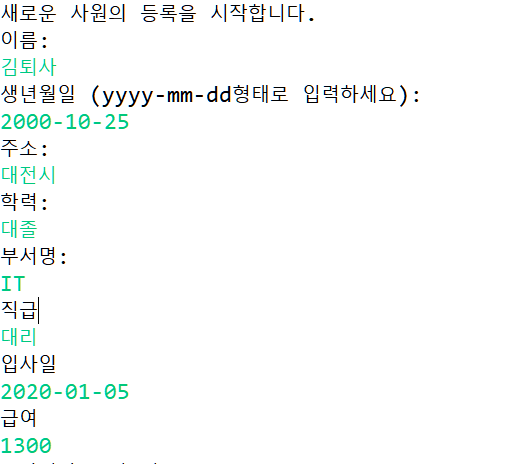 새로운 사원의 등록을 시작합니다.
이름:
김퇴사
생년월일 (yyyy-mm-dd형태로 입력하세요):
2000-10-25
주소:
대전시
학력:
대졸
부서명:
IT
직급
대리
입사일
2020-01-05
급여
1300